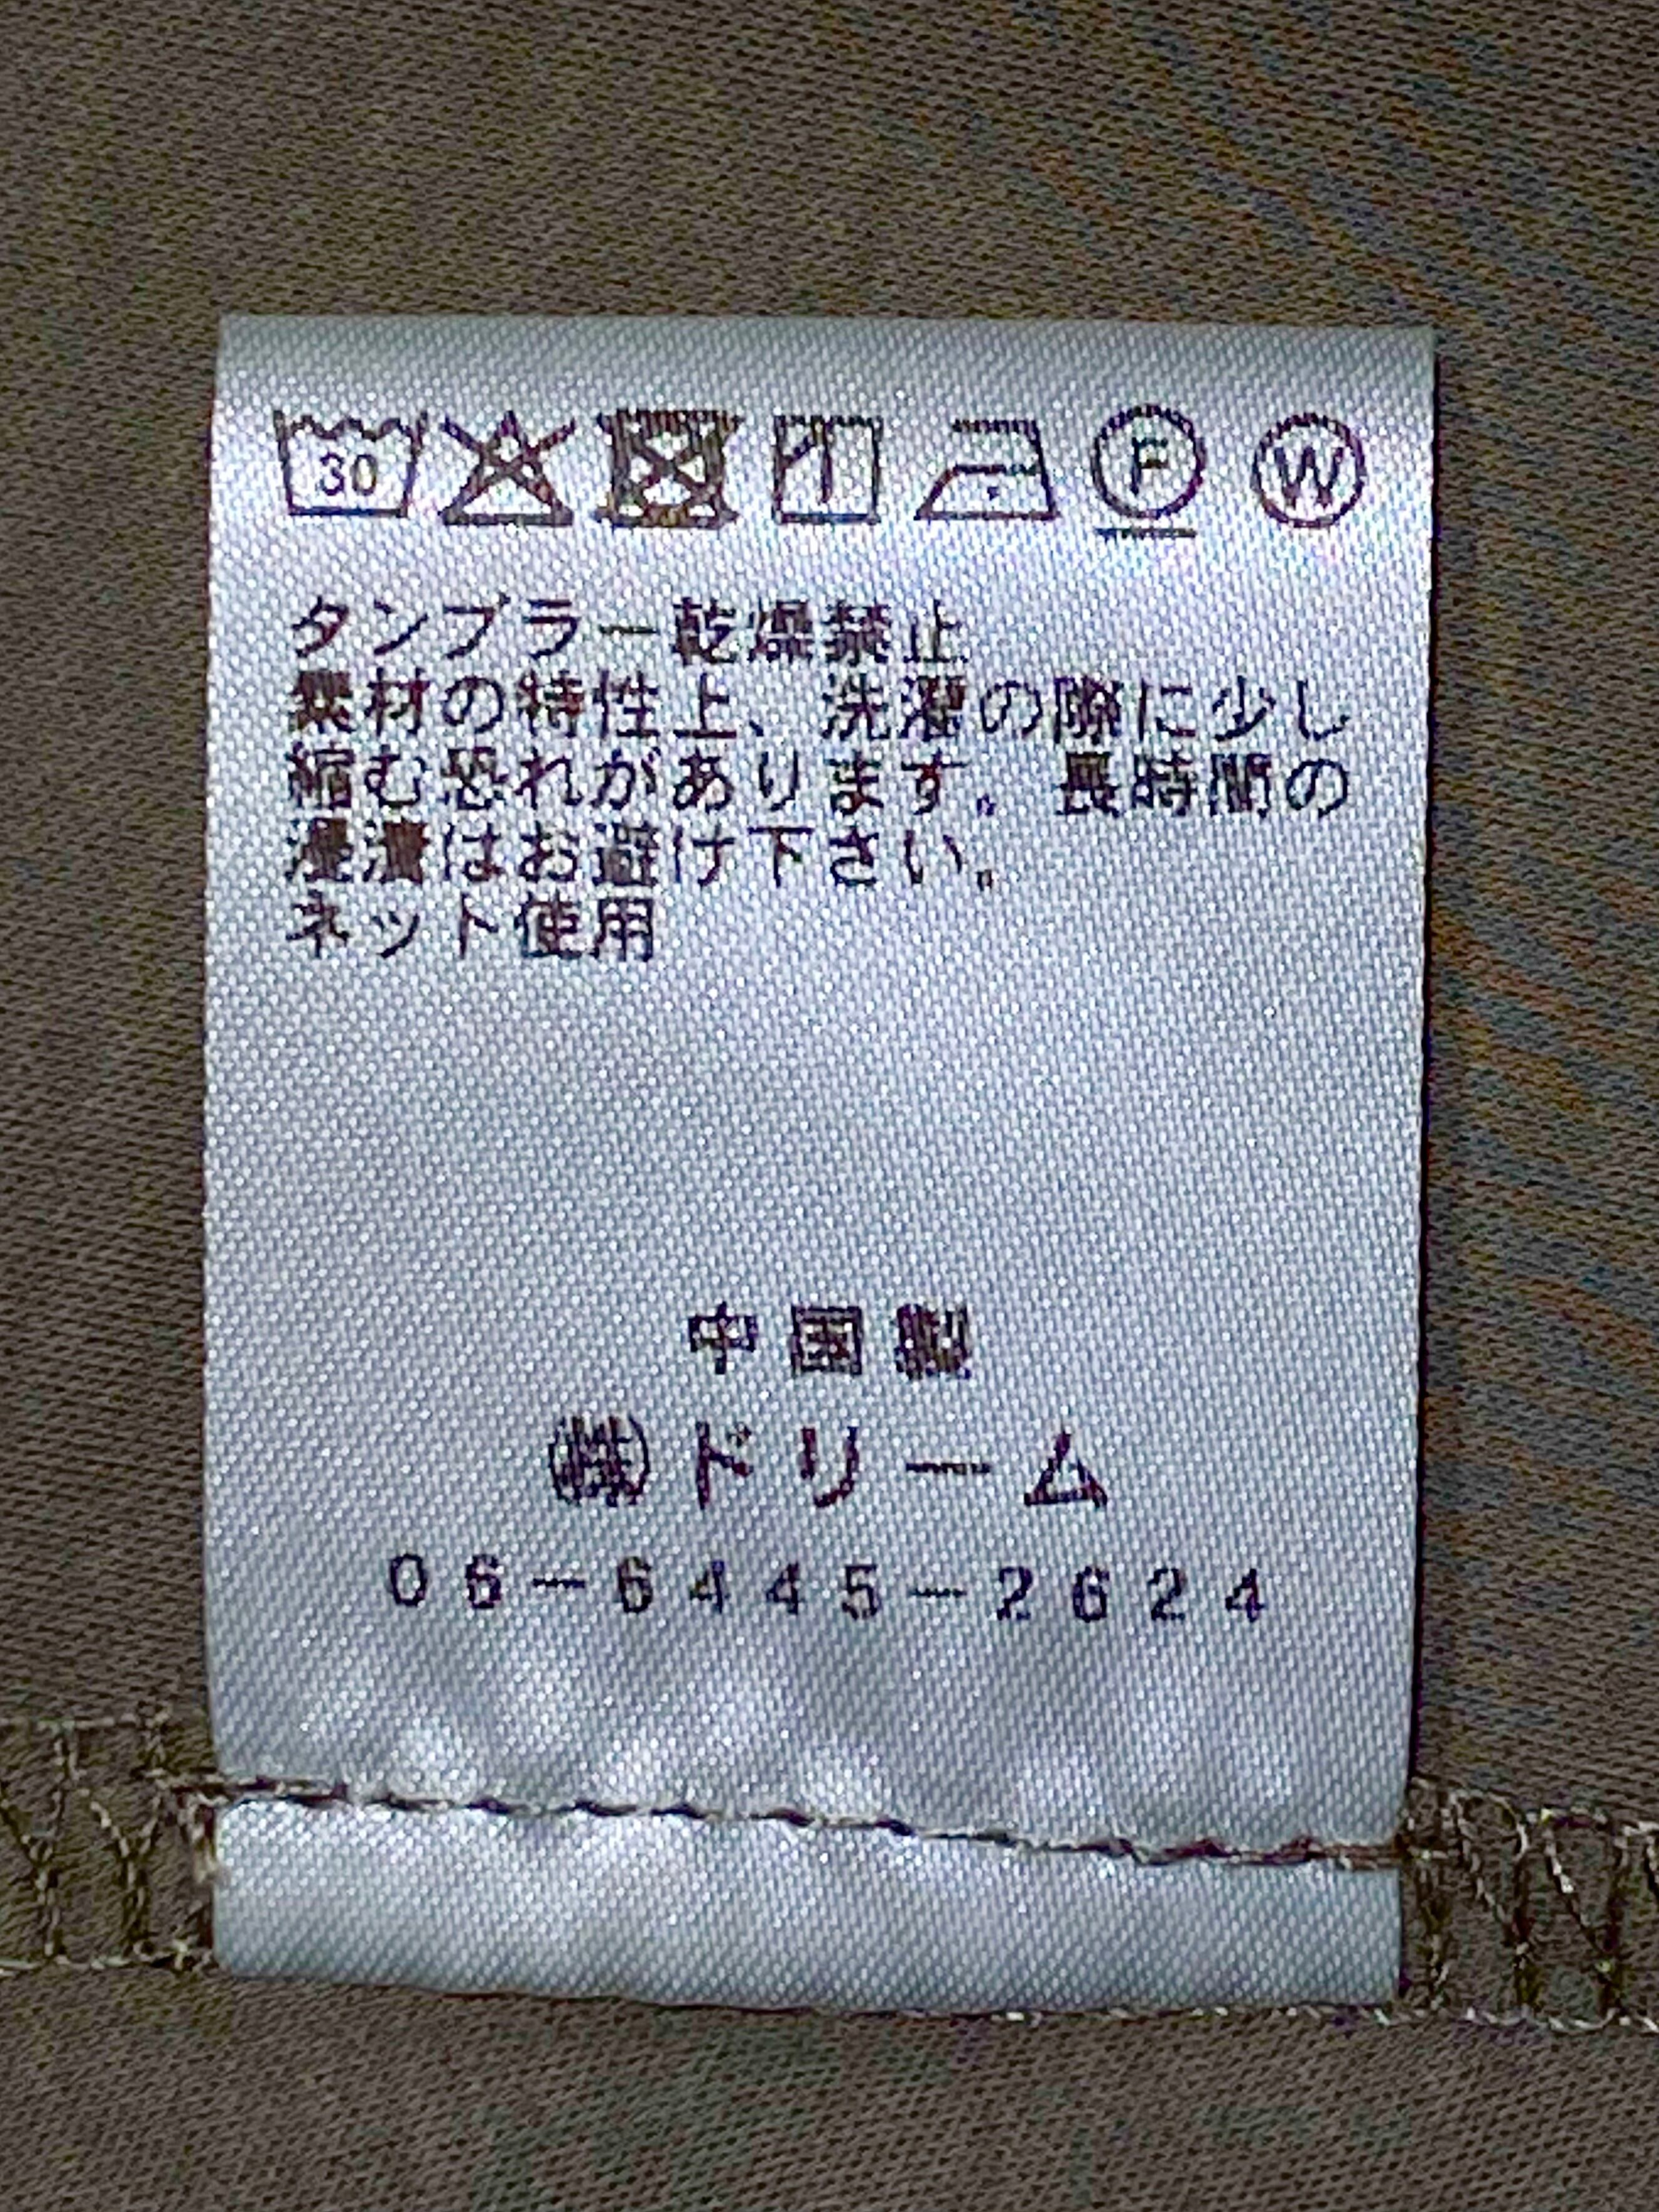 30 F W
タンブラー乾燥禁止
素材の特性上、洗濯の際に少し
縮む恐れがあります。長時間の
浸漬はお避け下さい。
ネット使用
中国製
㈱ドリーム
06-6445-2624